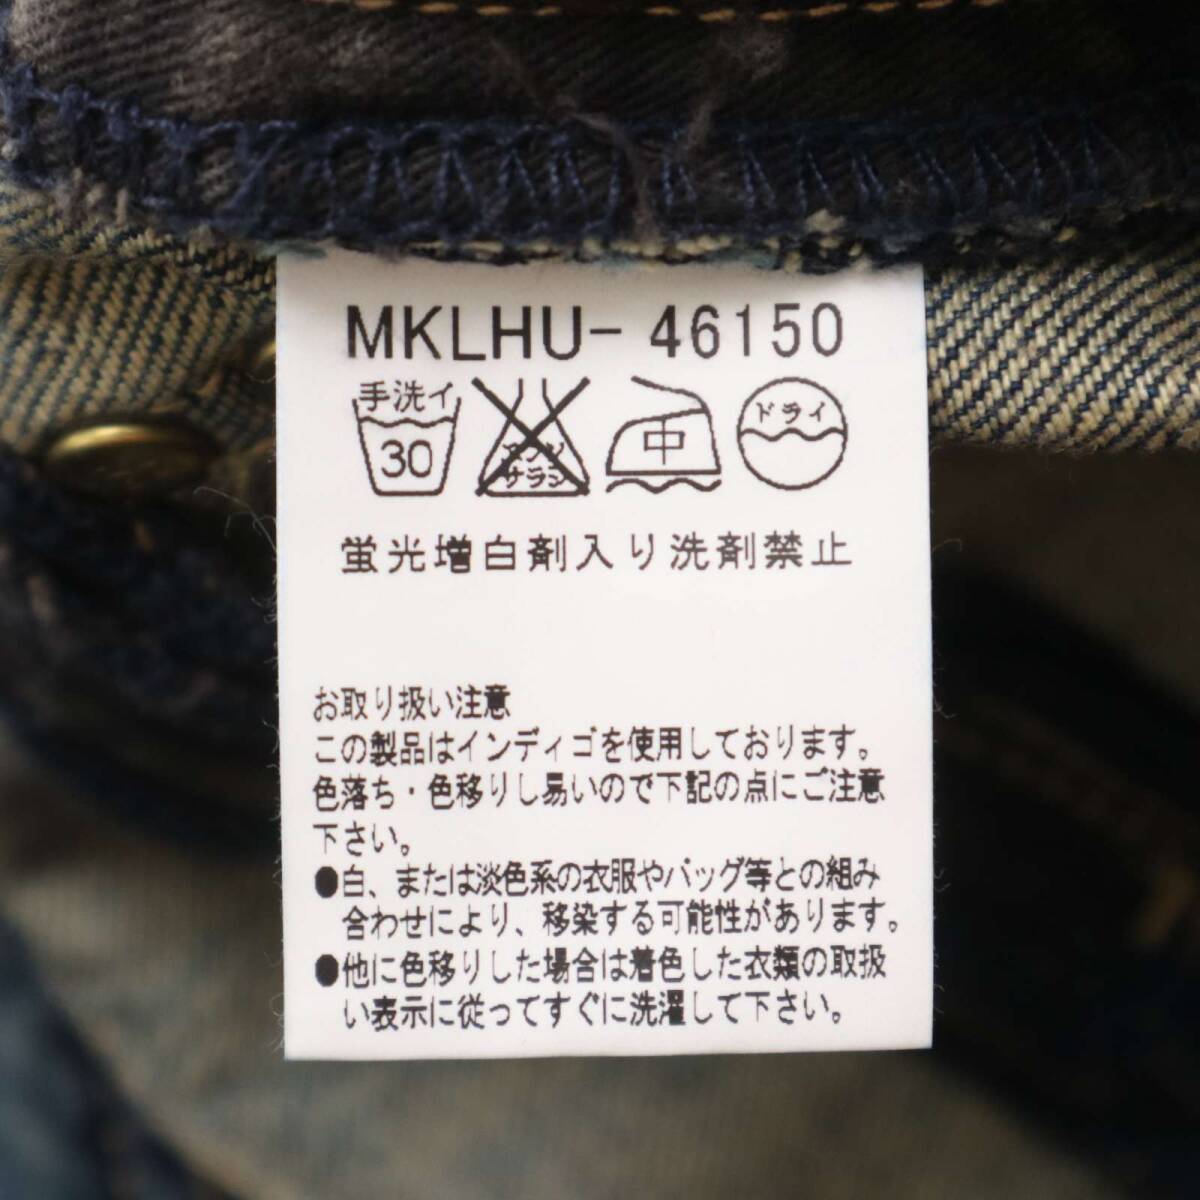 MKLHU-46150
手洗イ
30
エンソ
サラシ
中
ドライ
蛍光増白剤入り洗剤禁止
お取り扱い注意
この製品はインディゴを使用しております。
色落ち・色移りし易いので下記の点にご注意
下さい。
●白、または淡色系の衣服やバッグ等との組み
合わせにより、移染する可能性があります。
●他に色移りした場合は着色した衣類の取扱
い表示に従ってすぐに洗濯して下さい。